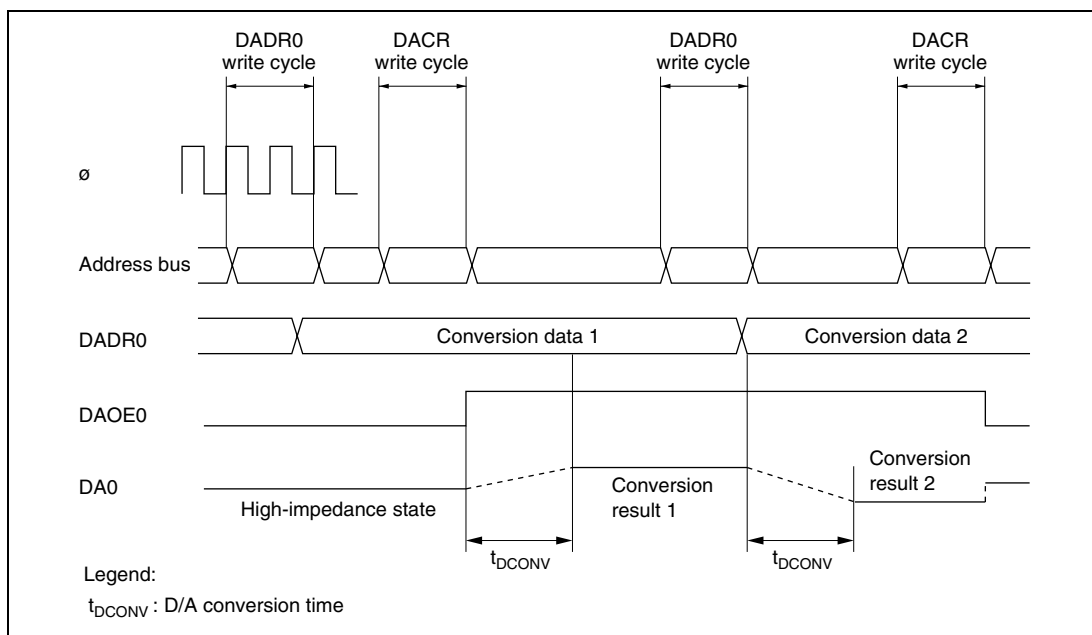 DADR0
write cycle
DACR
write cycle
DADR0
write cycle
DACR
write cycle
ø
Address bus
DADR0
Conversion data 1
Conversion data 2
DAOE0
DA0
High-impedance state
Conversion
result 1
Conversion
result 2
tDCONV
tDCONV
Legend:
tDCONV : D/A conversion time